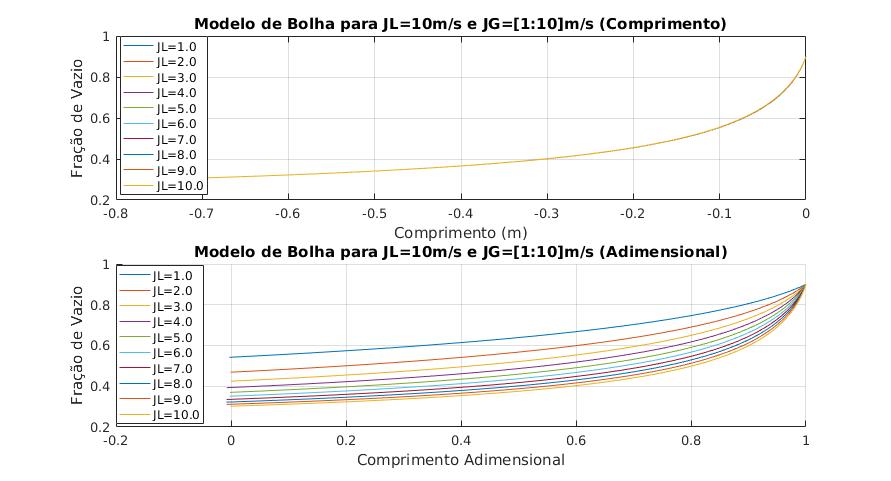 Modelo de Bolha para JL=10m/s e JG=[1:10]m/s (Comprimento)
Fração de Vazio
1
0.8
0.6
0.4
0.2
JL=1.0
JL=2.0
JL=3.0
JL=4.0
JL=5.0
JL=6.0
JL=7.0
JL=8.0
JL=9.0
JL=10.0
-0.8 -0.7 -0.6 -0.5 -0.4 -0.3 -0.2 -0.1 0
Comprimento (m)
Modelo de Bolha para JL=10m/s e JG=[1:10]m/s (Adimensional)
Fração de Vazio
1
0.8
0.6
0.4
0.2
JL=1.0
JL=2.0
JL=3.0
JL=4.0
JL=5.0
JL=6.0
JL=7.0
JL=8.0
JL=9.0
JL=10.0
-0.2 0 0.2 0.4 0.6 0.8 1
Comprimento Adimensional